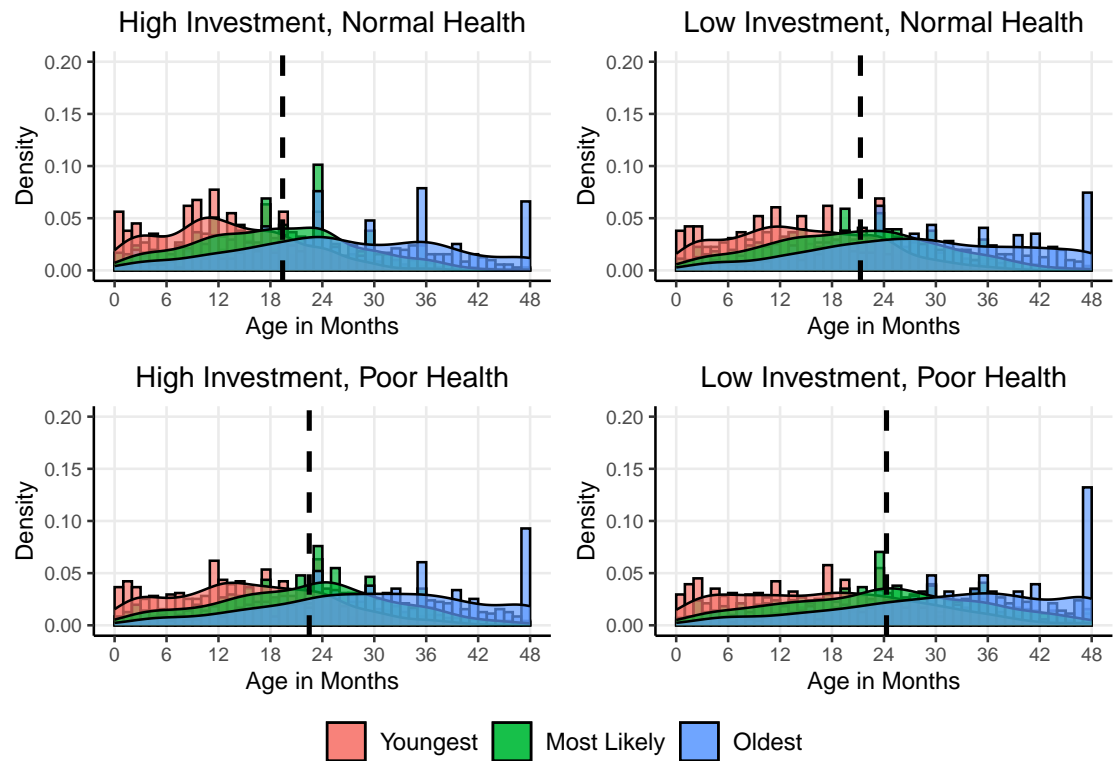 High Investment, Normal Health
Density
0.20
0.15
0.10
0.05
0.00
0 6 12 18 24 30 36 42 48
Age in Months
Low Investment, Normal Health
Density
0.20
0.15
0.10
0.05
0.00
0 6 12 18 24 30 36 42 48
Age in Months
High Investment, Poor Health
Density
0.20
0.15
0.10
0.05
0.00
0 6 12 18 24 30 36 42 48
Age in Months
Low Investment, Poor Health
Density
0.20
0.15
0.10
0.05
0.00
0 6 12 18 24 30 36 42 48
Age in Months
Youngest Most Likely Oldest